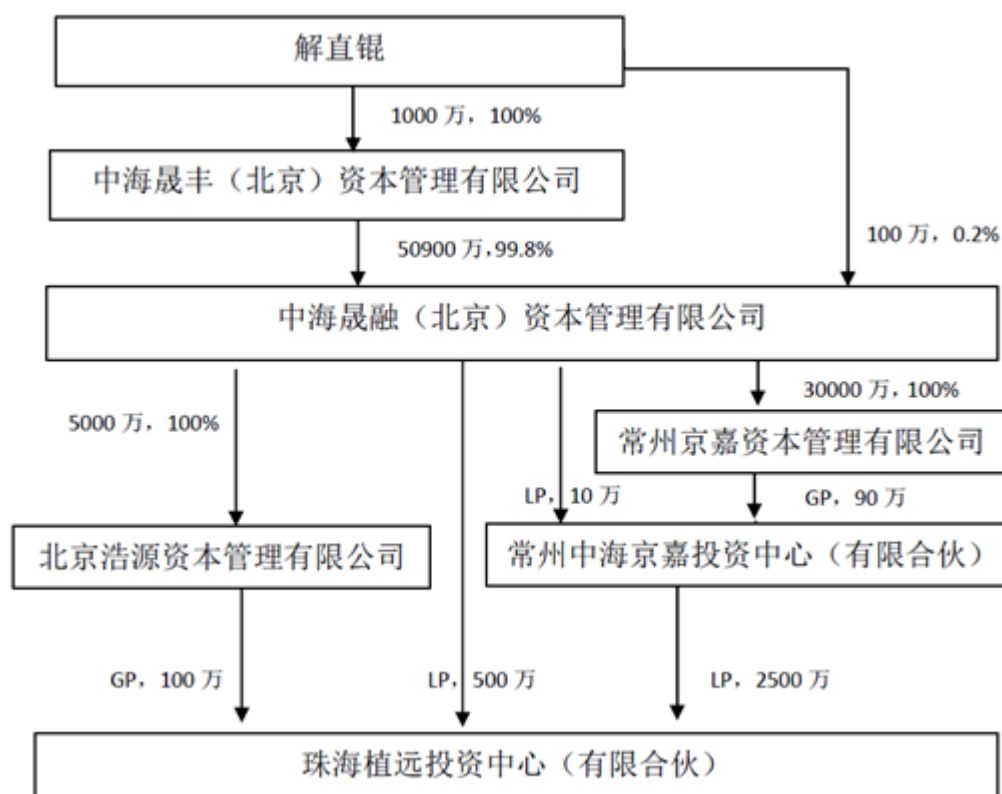 解直锟
1000 万，100%
中海晟丰（北京）资本管理有限公司
50900 万,99.8%
100 万，0.2%
中海晟融（北京）资本管理有限公司
5000 万，100%
30000 万，100%
常州京嘉资本管理有限公司
LP，10 万
GP，90 万
北京浩源资本管理有限公司
常州中海京嘉投资中心（有限合伙）
GP，100 万
LP，500 万
LP，2500 万
珠海植远投资中心（有限合伙）